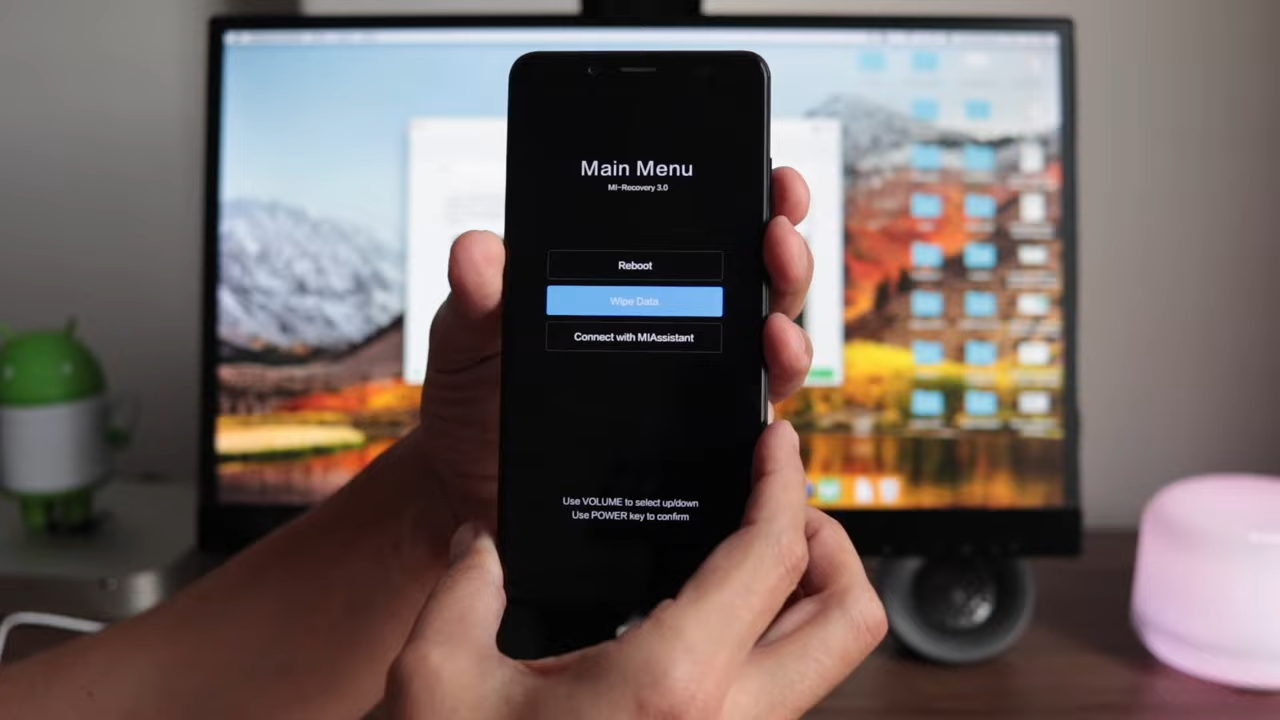 Main Menu
MI-Recovery 3.0
Reboot
Wipe Data
Connect with MIAssistant
Use VOLUME to select up/down
Use POWER key to confirm